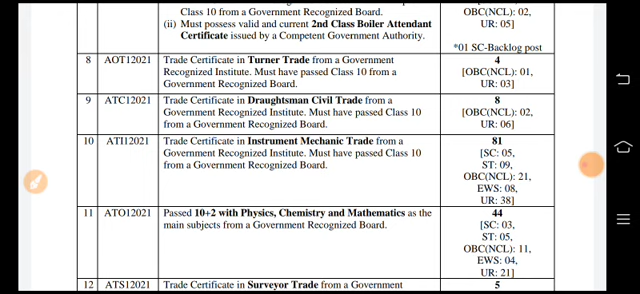 Class 10 from a Government Recognized Board.
(ii) Must possess valid and current 2nd Class Boiler Attendant
Certificate issued by a Competent Government Authority.
OBC(NCL): 02,
UR: 05]
*01 SC-Backlog post
8 AOT12021 Trade Certificate in Turner Trade from a Government
Recognized Institute. Must have passed Class 10 from a
Government Recognized Board.
4
[OBC(NCL): 01,
UR: 03]
9 ATC12021 Trade Certificate in Draughtsman Civil Trade from a
Government Recognized Institute. Must have passed Class 10
from a Government Recognized Board.
8
[OBC(NCL): 02,
UR: 06]
10 ATI12021 Trade Certificate in Instrument Mechanic Trade from a
Government Recognized Institute. Must have passed Class 10
from a Government Recognized Board.
81
[SC: 05,
ST: 09,
OBC(NCL): 21,
EWS: 08,
UR: 38]
11 ATO12021 Passed 10+2 with Physics, Chemistry and Mathematics as the
main subjects from a Government Recognized Board.
44
[SC: 03,
ST: 05,
OBC(NCL): 11,
EWS: 04,
UR: 21]
12 ATS12021 Trade Certificate in Surveyor Trade from a Government
5